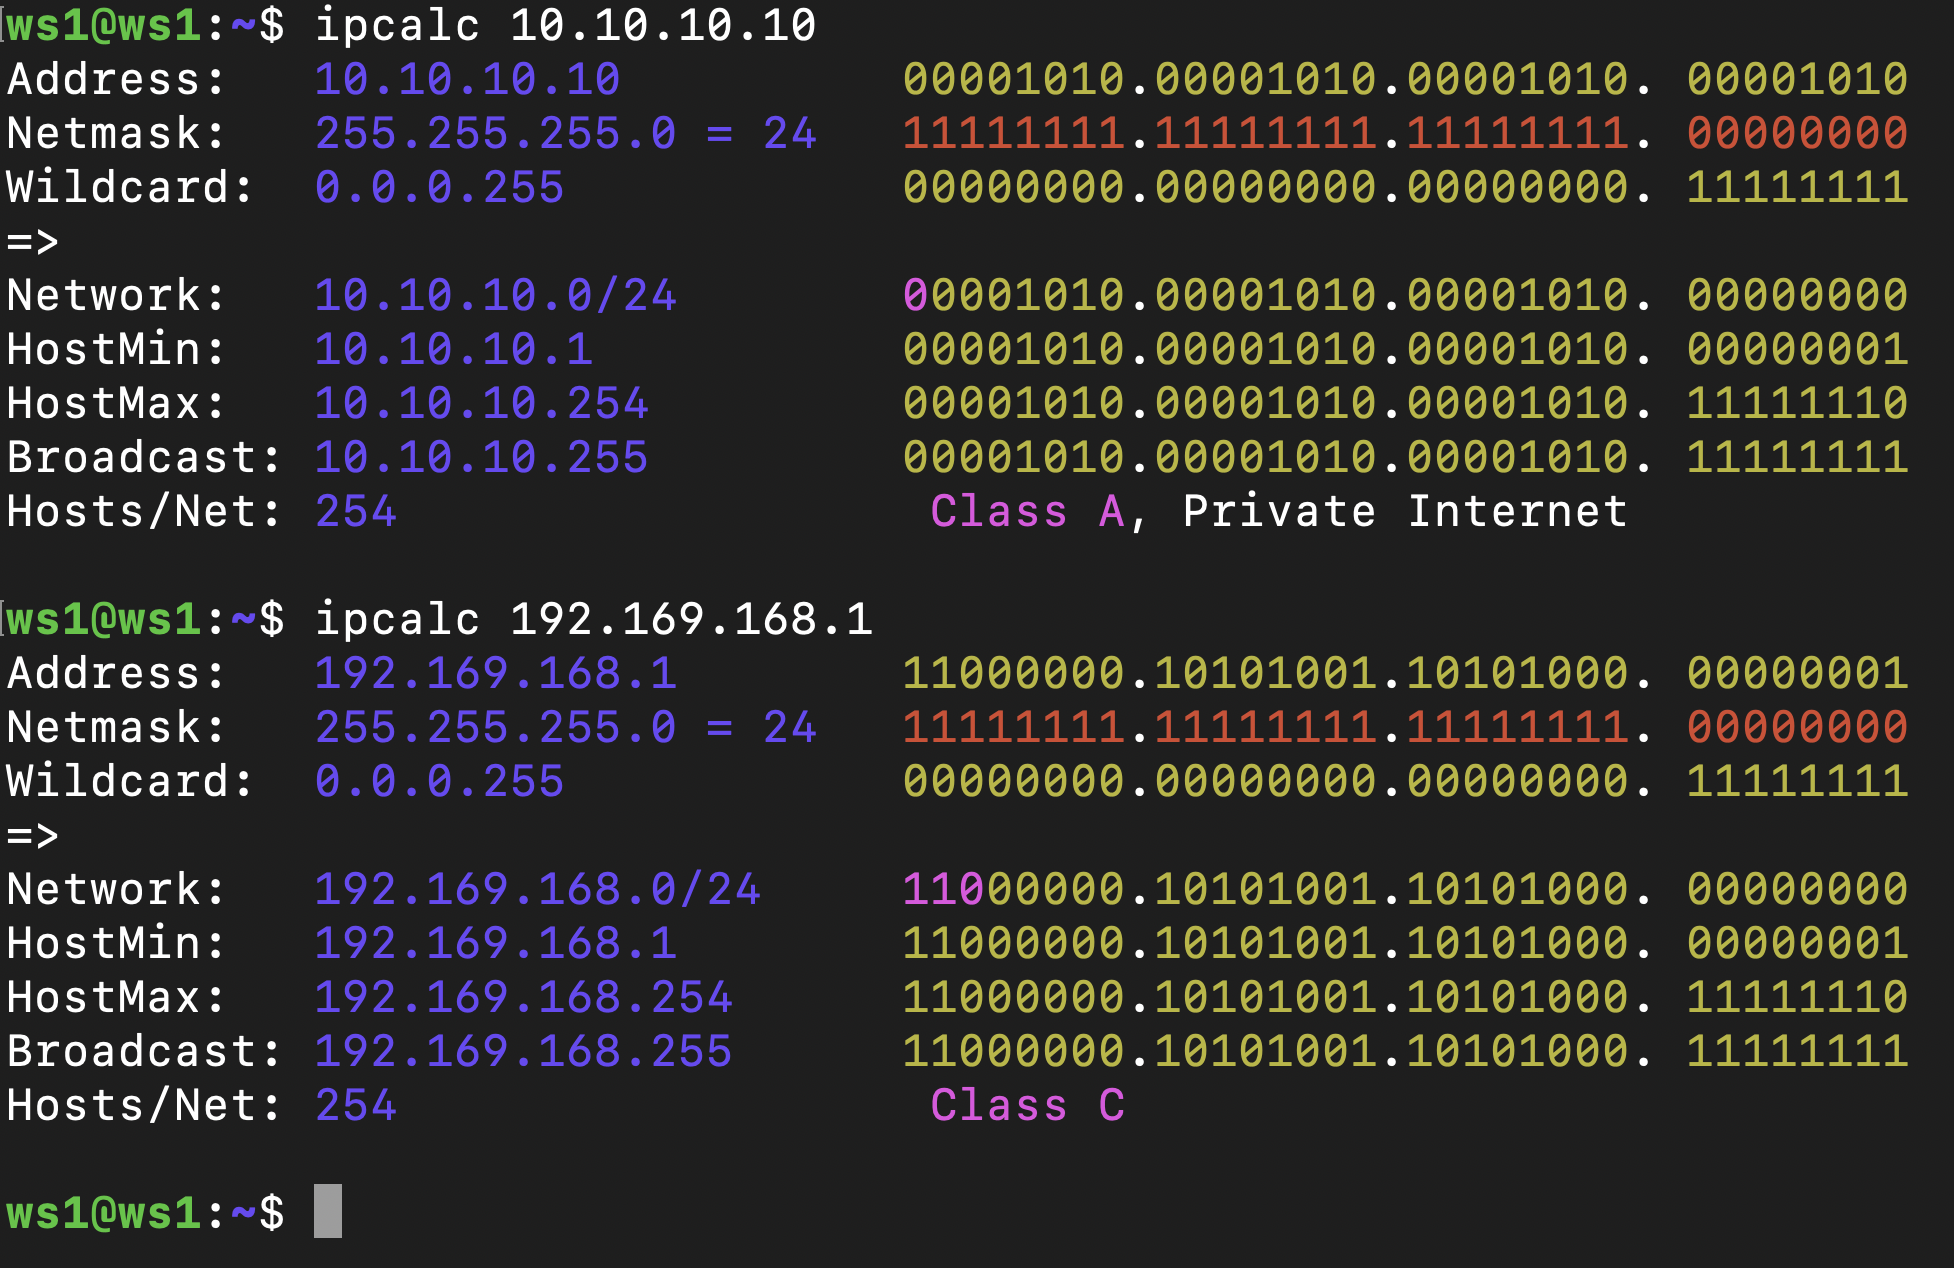 ws1@ws1:~$ ipcalc 10.10.10.10
Address:   10.10.10.10          00001010.00001010.00001010. 00001010
Netmask:   255.255.255.0 = 24   11111111.11111111.11111111. 00000000
Wildcard:  0.0.0.255            00000000.00000000.00000000. 11111111
=>
Network:   10.10.10.0/24        00001010.00001010.00001010. 00000000
HostMin:   10.10.10.1           00001010.00001010.00001010. 00000001
HostMax:   10.10.10.254         00001010.00001010.00001010. 11111110
Broadcast: 10.10.10.255         00001010.00001010.00001010. 11111111
Hosts/Net: 254                   Class A, Private Internet
ws1@ws1:~$ ipcalc 192.169.168.1
Address:   192.169.168.1        11000000.10101001.10101000. 00000001
Netmask:   255.255.255.0 = 24   11111111.11111111.11111111. 00000000
Wildcard:  0.0.0.255            00000000.00000000.00000000. 11111111
=>
Network:   192.169.168.0/24     11000000.10101001.10101000. 00000000
HostMin:   192.169.168.1        11000000.10101001.10101000. 00000001
HostMax:   192.169.168.254      11000000.10101001.10101000. 11111110
Broadcast: 192.169.168.255      11000000.10101001.10101000. 11111111
Hosts/Net: 254                   Class C
ws1@ws1:~$